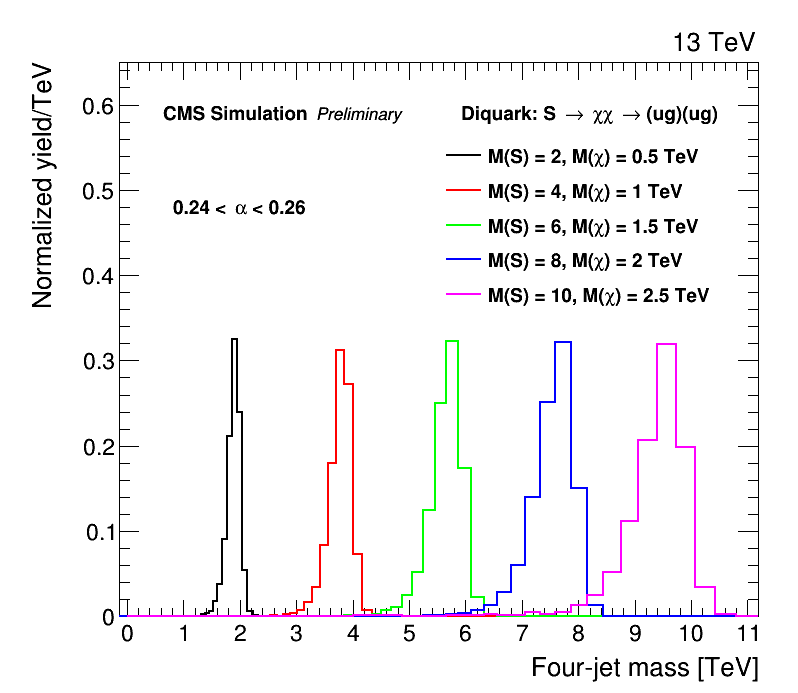 13 TeV
Normalized yield/TeV
CMS Simulation Preliminary
Diquark: S → χχ → (ug)(ug)
M(S) = 2, M(χ) = 0.5 TeV
M(S) = 4, M(χ) = 1 TeV
M(S) = 6, M(χ) = 1.5 TeV
M(S) = 8, M(χ) = 2 TeV
M(S) = 10, M(χ) = 2.5 TeV
0.24 < α < 0.26
0.6
0.5
0.4
0.3
0.2
0.1
0
0 1 2 3 4 5 6 7 8 9 10 11
Four-jet mass [TeV]